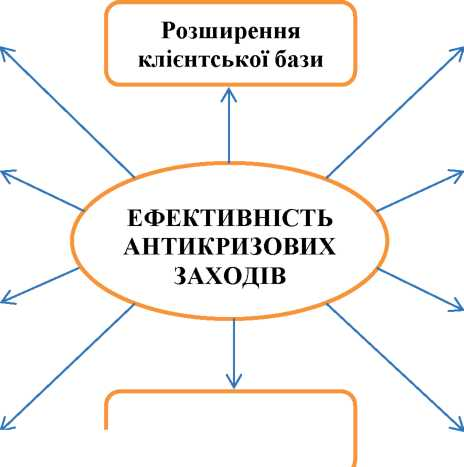 Розширення
клієнтської бази
ЕФЕКТИВНІСТЬ
АНТИКРИЗОВИХ
ЗАХОДІВ